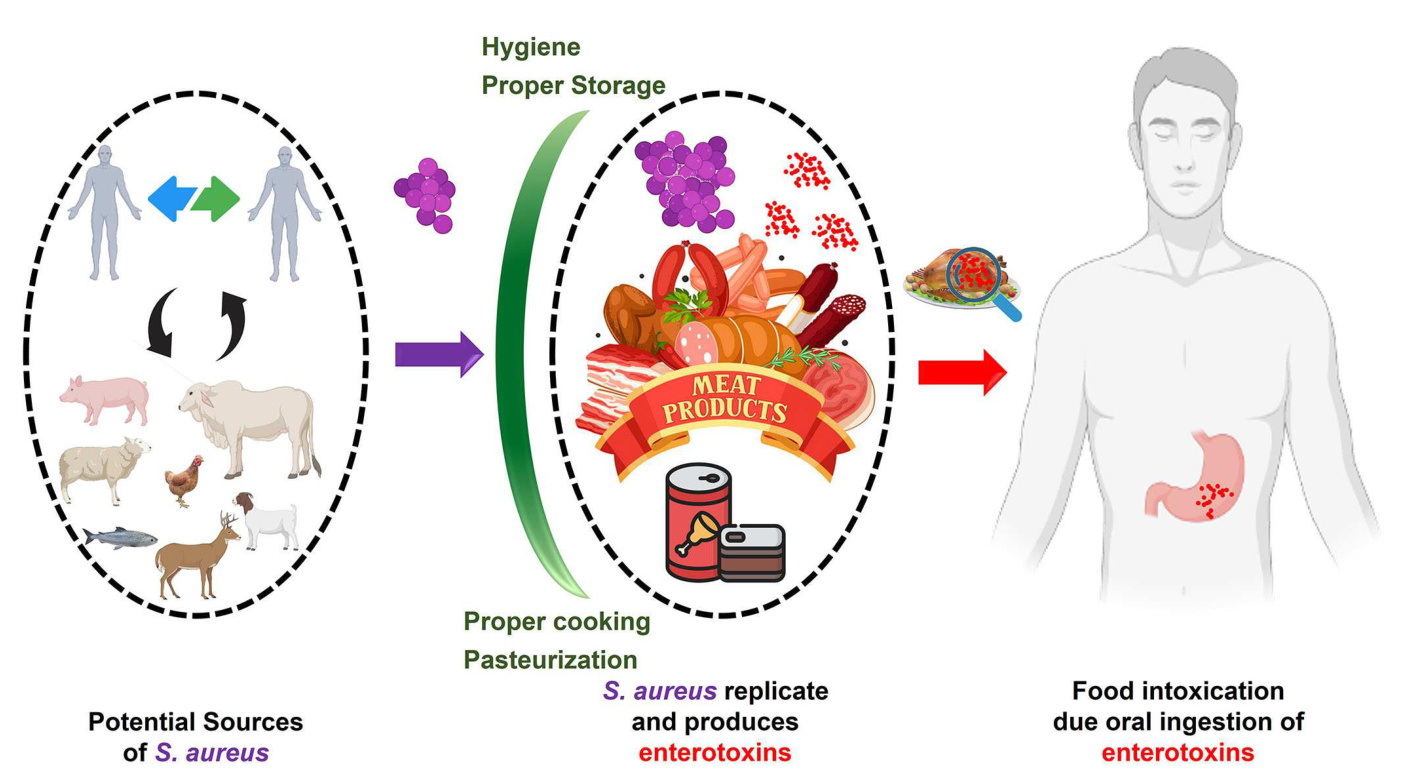 Hygiene
Proper Storage
MEAT
PRODUCTS
Proper cooking
Pasteurization
Potential Sources
of S. aureus
S. aureus replicate
and produces
enterotoxins
Food intoxication
due oral ingestion of
enterotoxins